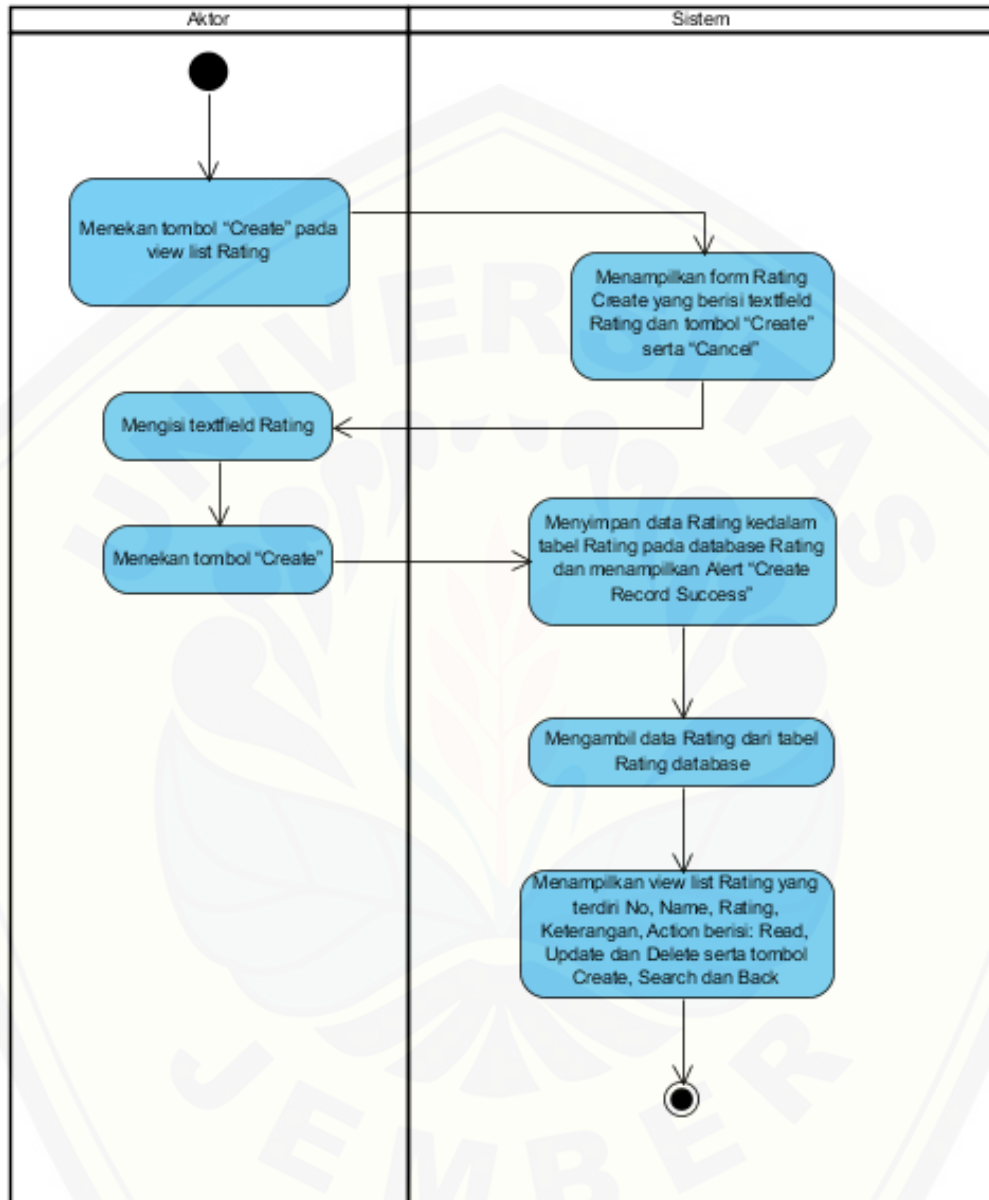 Aktor
Sistem
Menekan tombol “Create” pada
view list Rating
Menampilkan form Rating
Create yang berisi textfield
Rating dan tombol “Create”
serta “Cancel”
Mengisi textfield Rating
Menekan tombol “Create”
Menyimpan data Rating kedalam
tabel Rating pada database Rating
dan menampilkan Alert “Create
Record Success”
Mengambil data Rating dari tabel
Rating database
Menampilkan view list Rating yang
terdiri No, Name, Rating,
Keterangan, Action berisi: Read,
Update dan Delete serta tombol
Create, Search dan Back
UNIVERSITAS
JEMBER